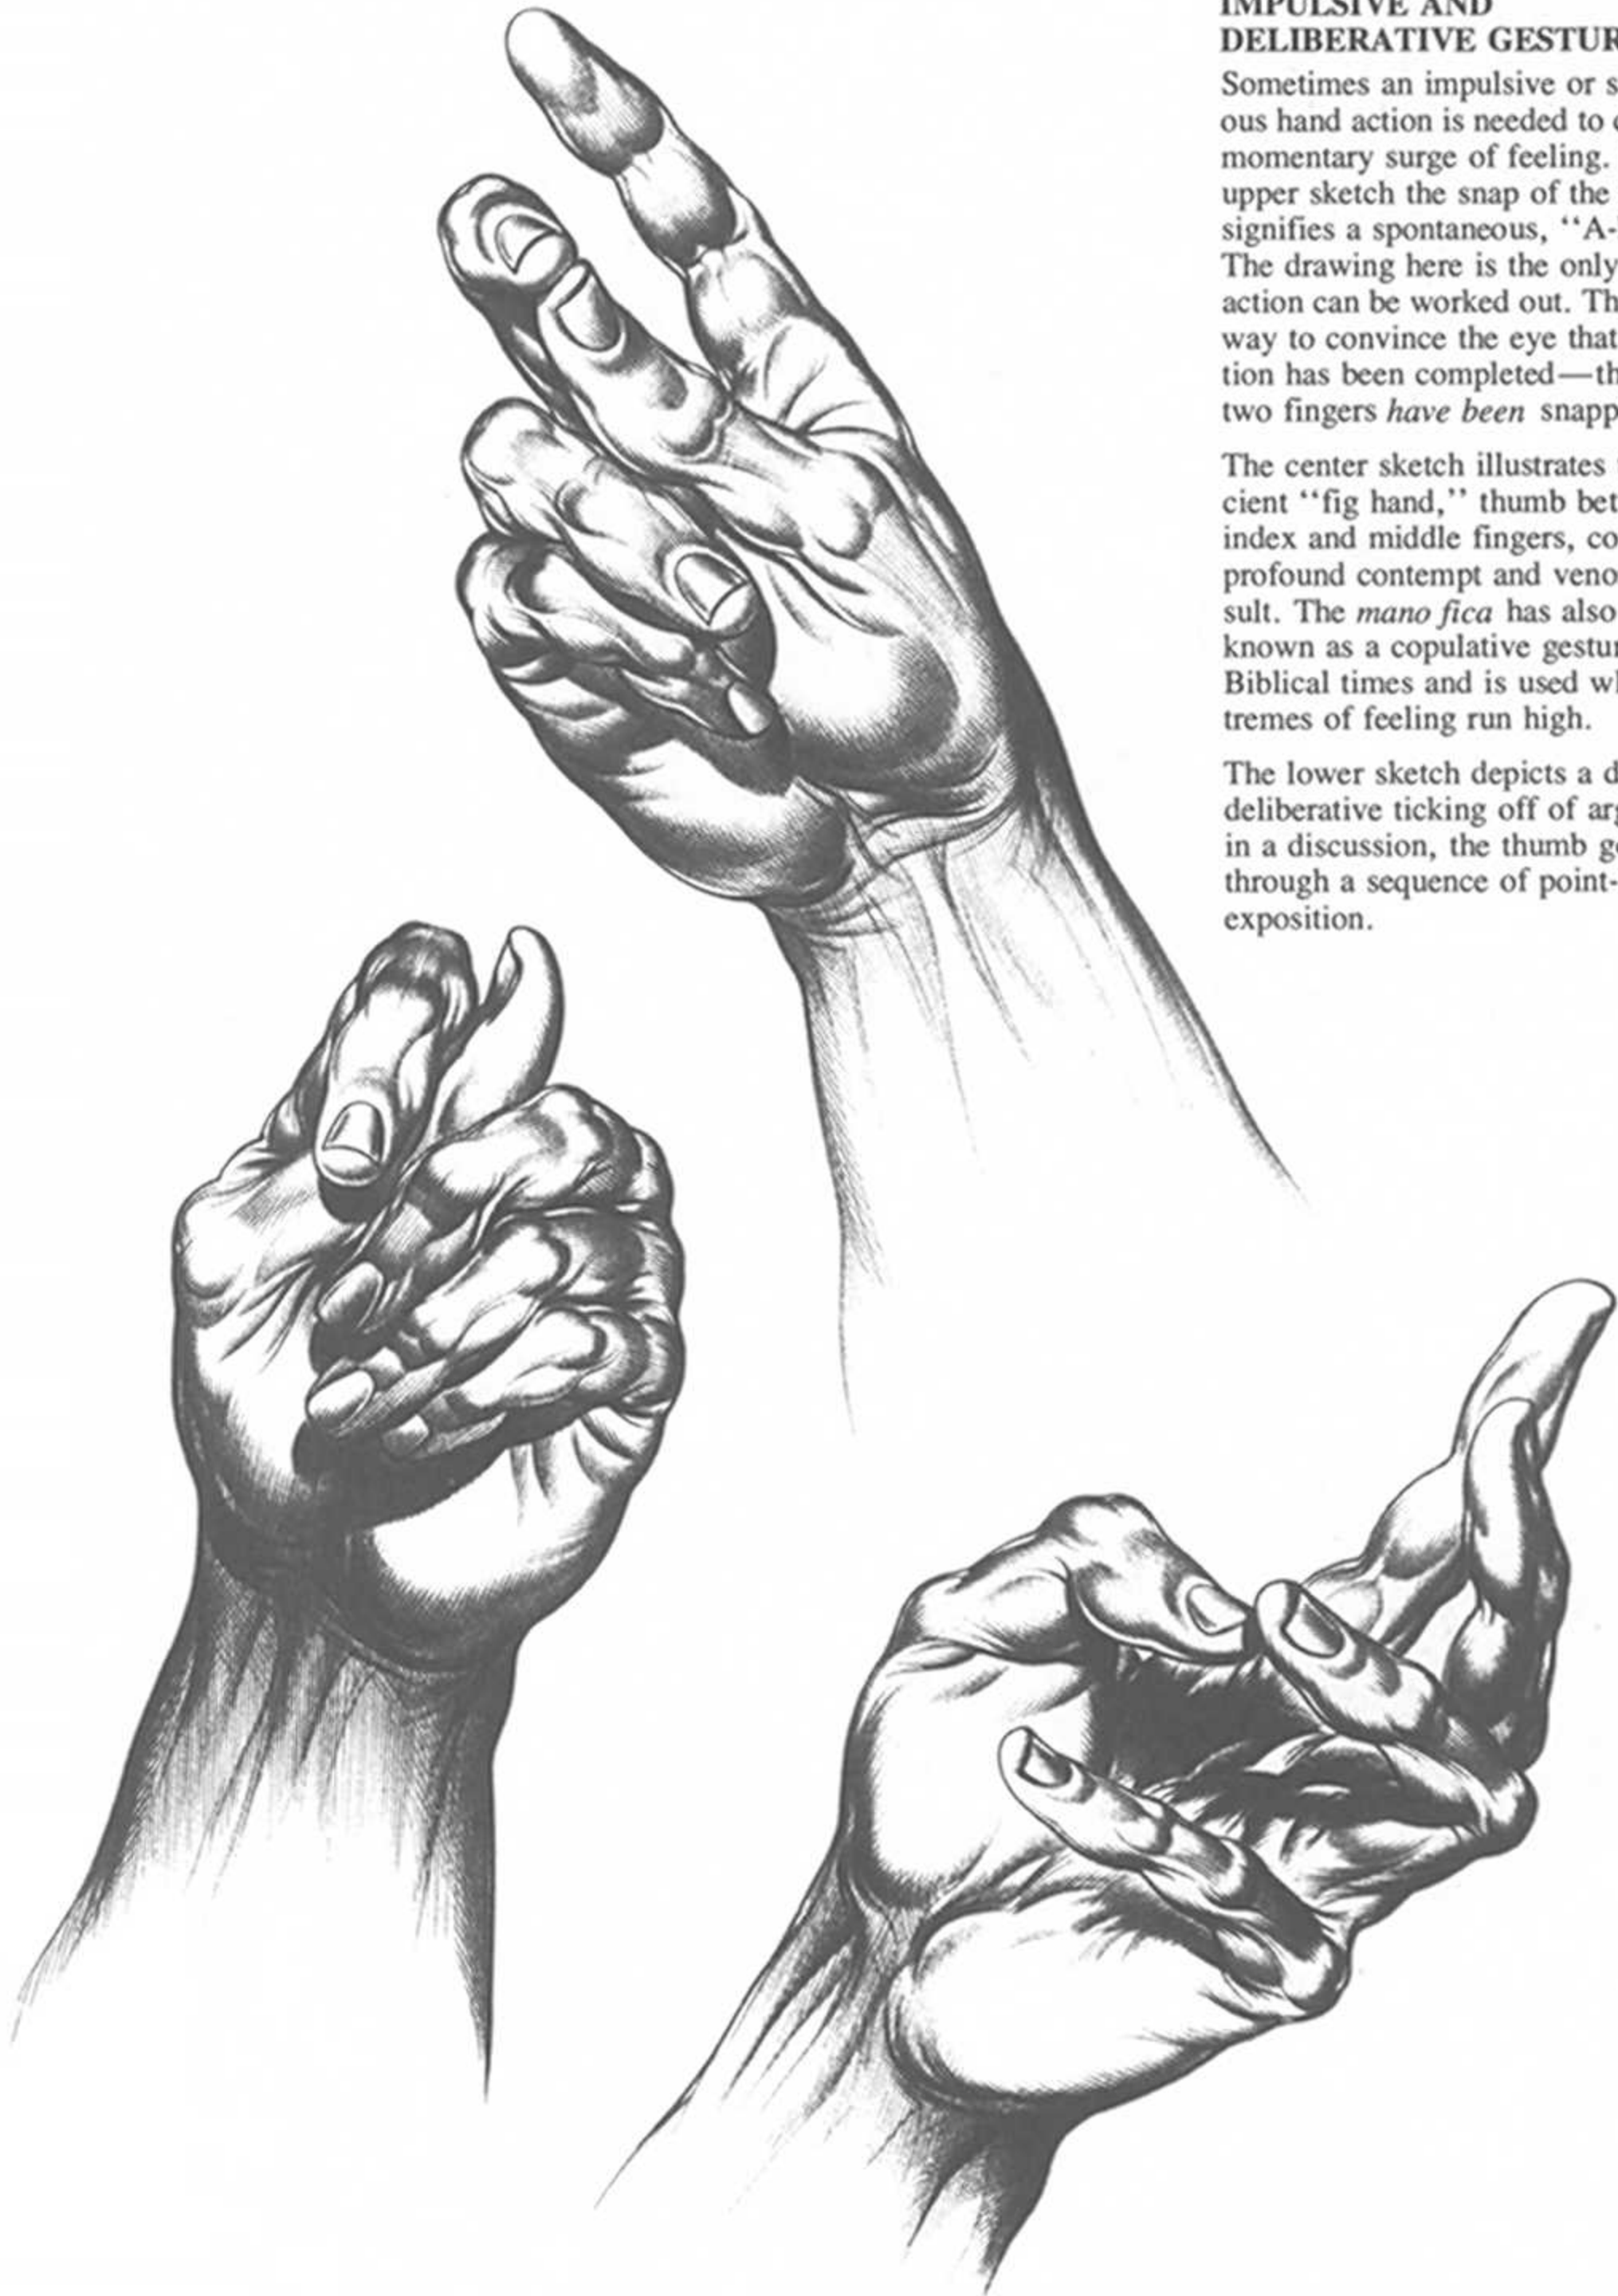 IMPULSIVE AND
DELIBERATIVE GESTUR
Sometimes an impulsive or s
ous hand action is needed to
momentary surge of feeling.
upper sketch the snap of the
signifies a spontaneous, “A-
The drawing here is the only
action can be worked out. Th
way to convince the eye that
tion has been completed—th
two fingers have been snapp
The center sketch illustrates
cient “fig hand,” thumb bet
index and middle fingers, co
profound contempt and veno
sult. The mano fica has also
known as a copulative gestur
Biblical times and is used w
tremes of feeling run high.
The lower sketch depicts a d
deliberative ticking off of arg
in a discussion, the thumb g
through a sequence of point-
exposition.